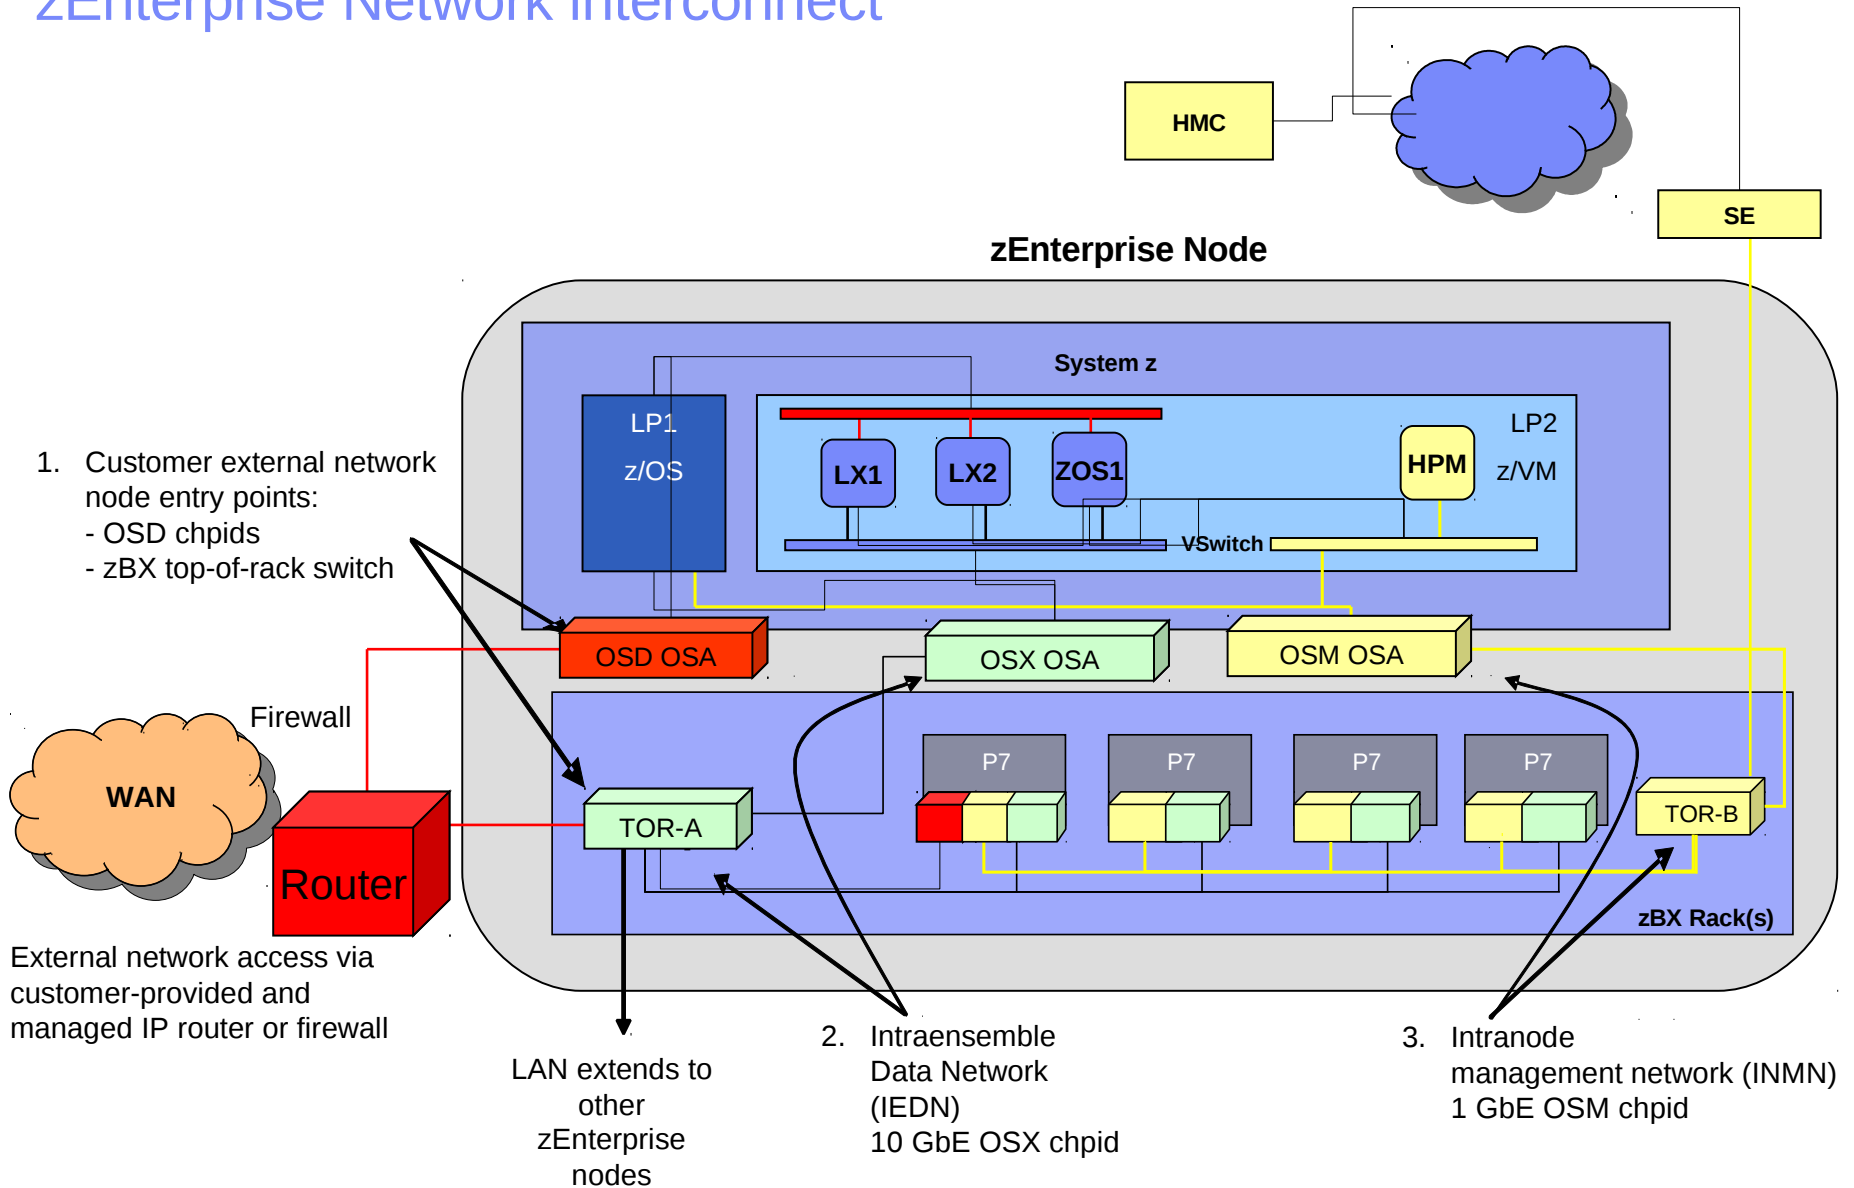 zEnterprise Network Interconnect
HMC
SE
zEnterprise Node
System z
LP1
z/OS
LX1
LX2
ZOS1
HPM
LP2
z/VM
VSwitch
1. Customer external network
node entry points:
- OSD chpids
- zBX top-of-rack switch
OSD OSA
OSX OSA
OSM OSA
Firewall
WAN
Router
TOR-A
P7
P7
P7
P7
TOR-B
zBX Rack(s)
External network access via
customer-provided and
managed IP router or firewall
LAN extends to
other
zEnterprise
nodes
2. Intraensemble
Data Network
(IEDN)
10 GbE OSX chpid
3. Intranode
management network (INMN)
1 GbE OSM chpid